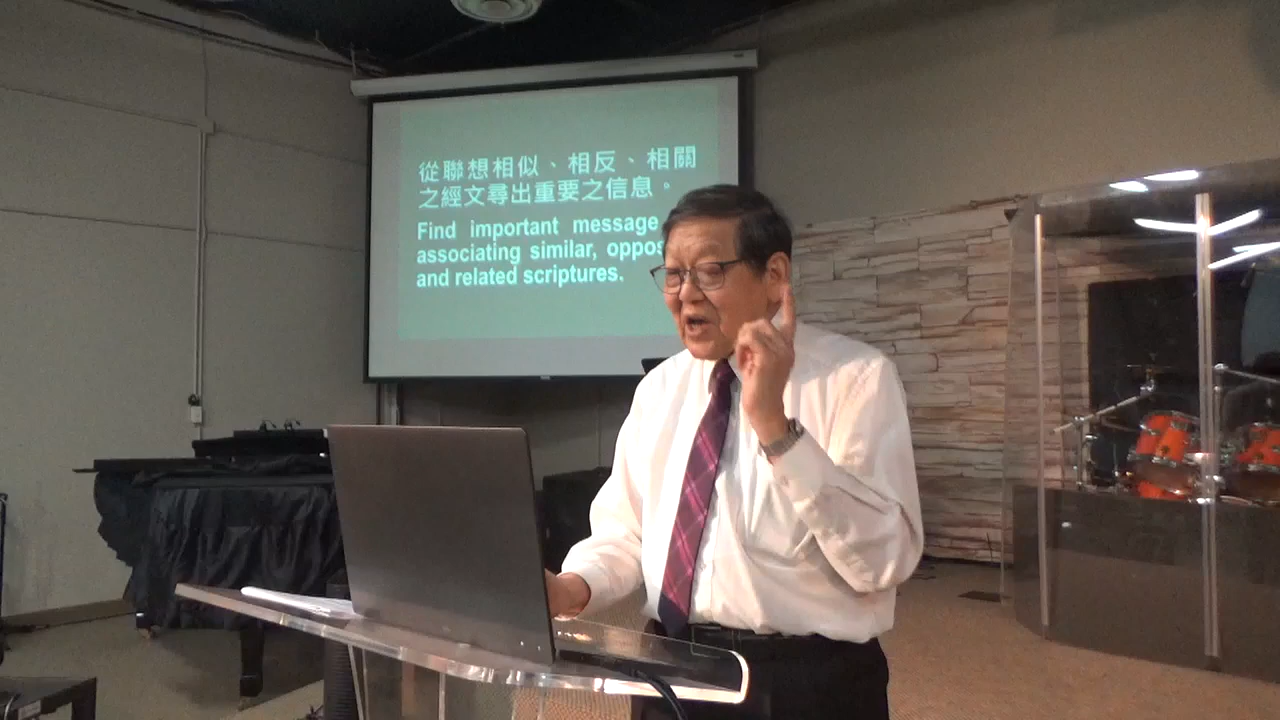 從聯想相似、相反、相關
之經文尋出重要之信息。
Find important message
associating similar,
and related scriptures.